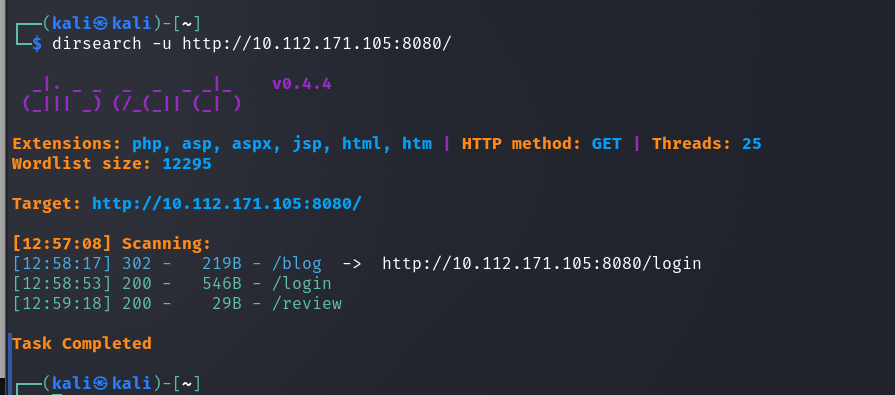 ┌──(kali㉿kali)-[~]
└─$ dirsearch -u http://10.112.171.105:8080/
  _|. _ _  _  _  _ _|_    v0.4.4
 (_||| _) (/_(_|| (_| )
Extensions: php, asp, aspx, jsp, html, htm | HTTP method: GET | Threads: 25
Wordlist size: 12295
Target: http://10.112.171.105:8080/
[12:57:08] Scanning:
[12:58:17] 302 -   219B - /blog  ->  http://10.112.171.105:8080/login
[12:58:53] 200 -   546B - /login
[12:59:18] 200 -    29B - /review
Task Completed
┌──(kali㉿kali)-[~]